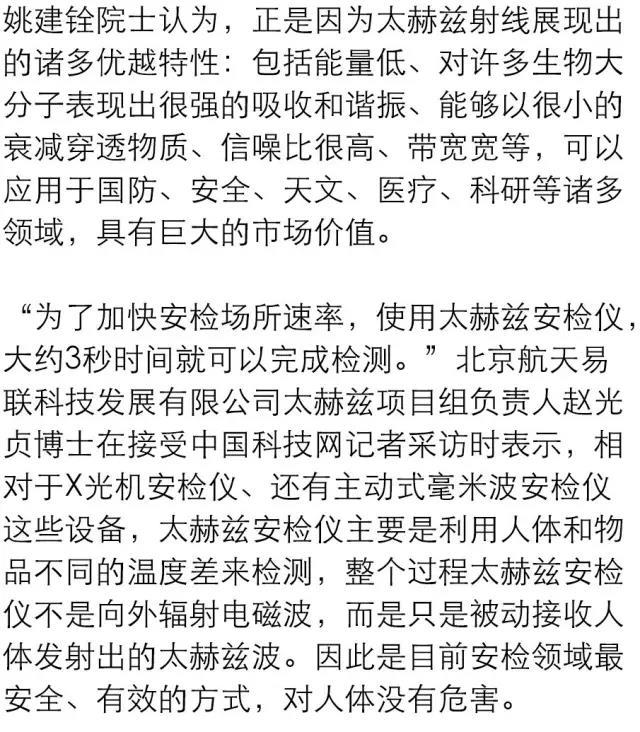 姚建铨院士认为，正是因为太赫兹射线展现出
的诸多优越特性：包括能量低、对许多生物大
分子表现出很强的吸收和谐振、能够以很小的
衰减穿透物质、信噪比很高、带宽宽等，可以
应用于国防、安全、天文、医疗、科研等诸多
领域，具有巨大的市场价值。
“为了加快安检场所速率，使用太赫兹安检仪，
大约3秒时间就可以完成检测。”北京航天易
联科技发展有限公司太赫兹项目组负责人赵光
贞博士在接受中国科技网记者采访时表示，相
对于X光机安检仪、还有主动式毫米波安检仪
这些设备，太赫兹安检仪主要是利用人体和物
品不同的温度差来检测，整个过程太赫兹安检
仪不是向外辐射电磁波，而是只是被动接收人
体发射出的太赫兹波。因此是目前安检领域最
安全、有效的方式，对人体没有危害。